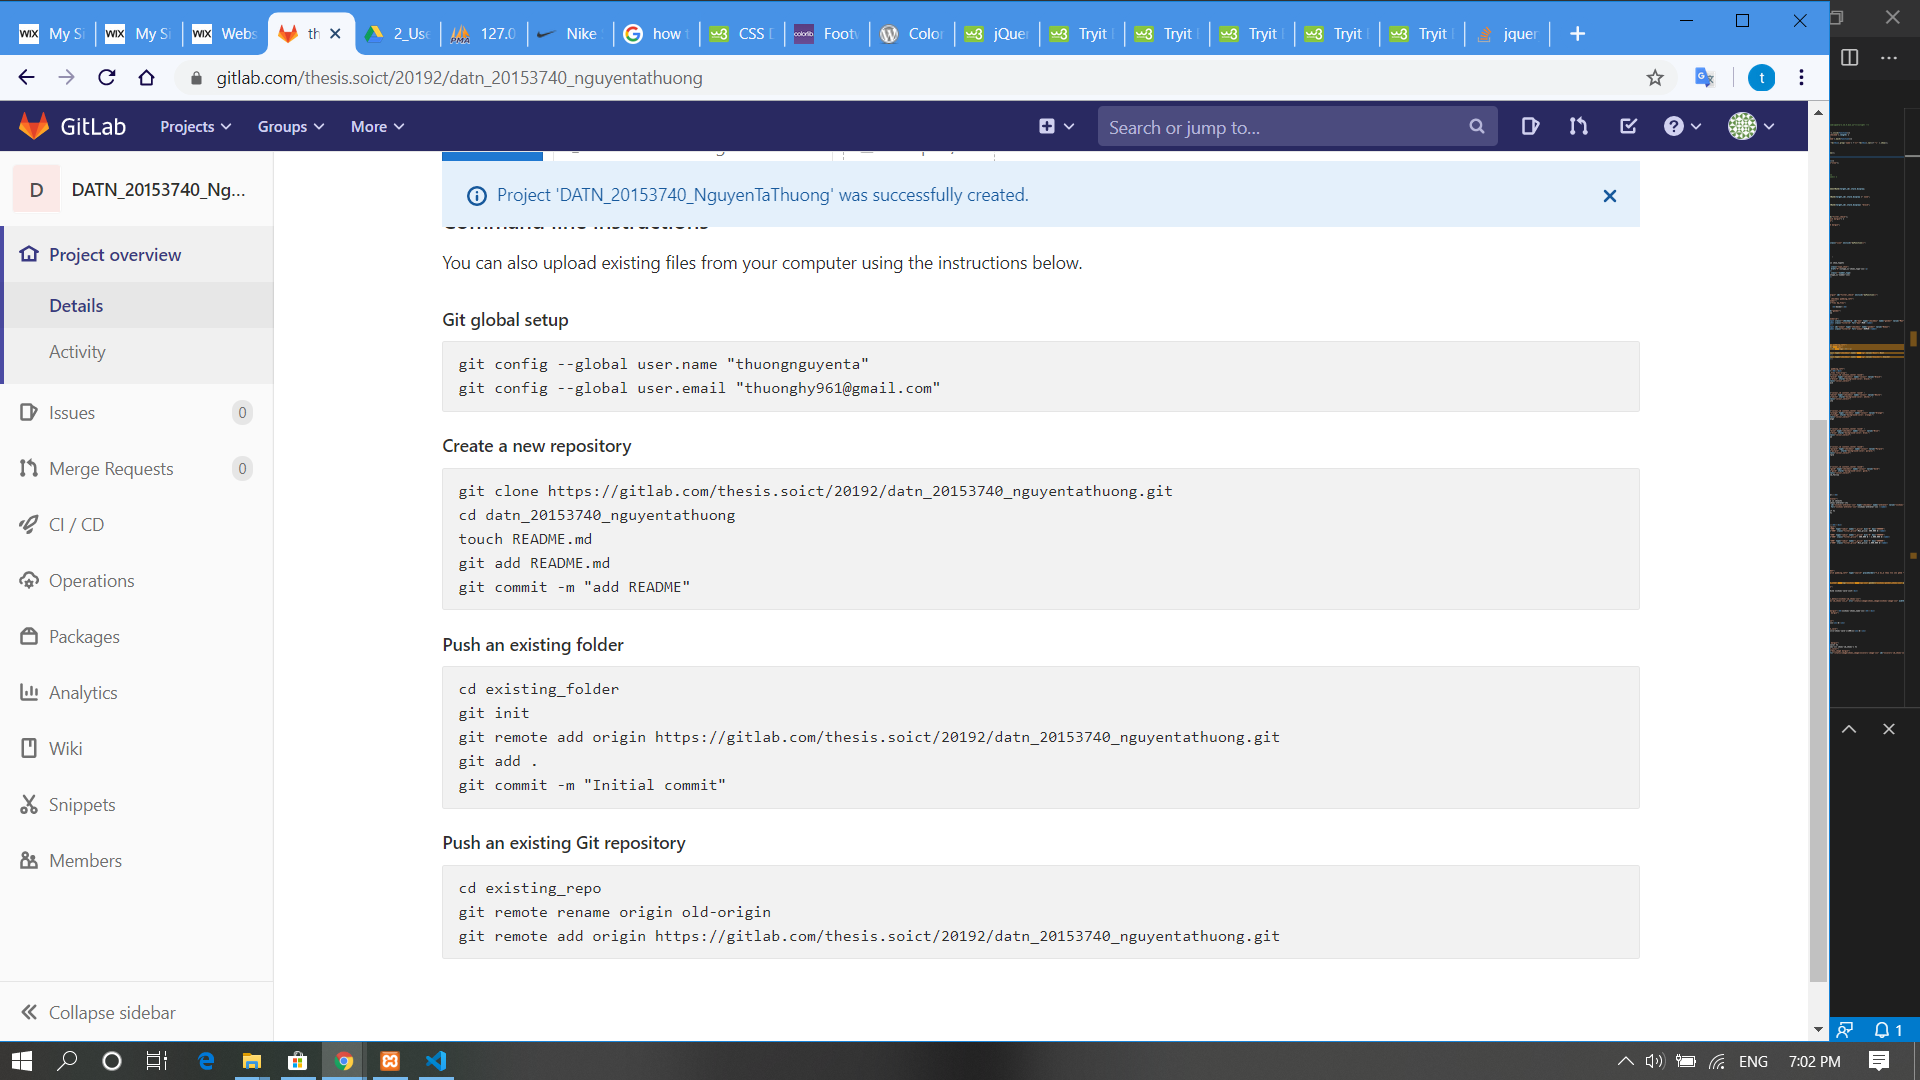 My Si
My Si
Webs
th
2_Use
127.0
Nike
how t
CSS D
Footw
Color
jQuer
Tryit
Tryit
Tryit
Tryit
Tryit
jquer
gitlab.com/thesis.soict/20192/datn_20153740_nguyentathuong
t
GitLab
Projects
Groups
More
Search or jump to...
D
DATN_20153740_Ng...
Project overview
Details
Activity
Issues 0
Merge Requests 0
CI / CD
Operations
Packages
Analytics
Wiki
Snippets
Members
Collapse sidebar
Project 'DATN_20153740_NguyenTaThuong' was successfully created.
Command line instructions
You can also upload existing files from your computer using the instructions below.
Git global setup
git config --global user.name "thuongnguyenta"
git config --global user.email "thuonghy961@gmail.com"
Create a new repository
git clone https://gitlab.com/thesis.soict/20192/datn_20153740_nguyentathuong.git
cd datn_20153740_nguyentathuong
touch README.md
git add README.md
git commit -m "add README"
Push an existing folder
cd existing_folder
git init
git remote add origin https://gitlab.com/thesis.soict/20192/datn_20153740_nguyentathuong.git
git add .
git commit -m "Initial commit"
Push an existing Git repository
cd existing_repo
git remote rename origin old-origin
git remote add origin https://gitlab.com/thesis.soict/20192/datn_20153740_nguyentathuong.git
1
ENG
7:02 PM